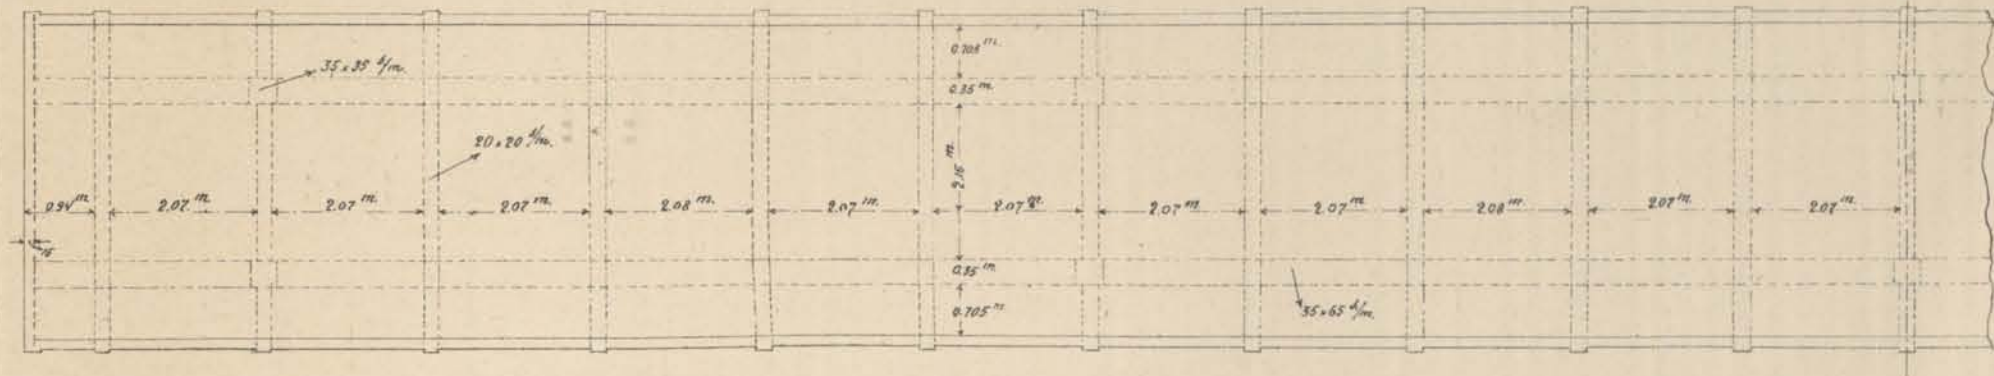 0.705 m.
35 x 35 c/m.
0.35 m.
20 x 20 c/m.
2.15 m.
0.94 m.
2.07 m.
2.07 m.
2.07 m.
2.08 m.
2.07 m.
2.07 m.
2.07 m.
2.07 m.
2.08 m.
2.07 m.
2.07 m.
15
0.35 m.
0.705 m
35 x 65 c/m.